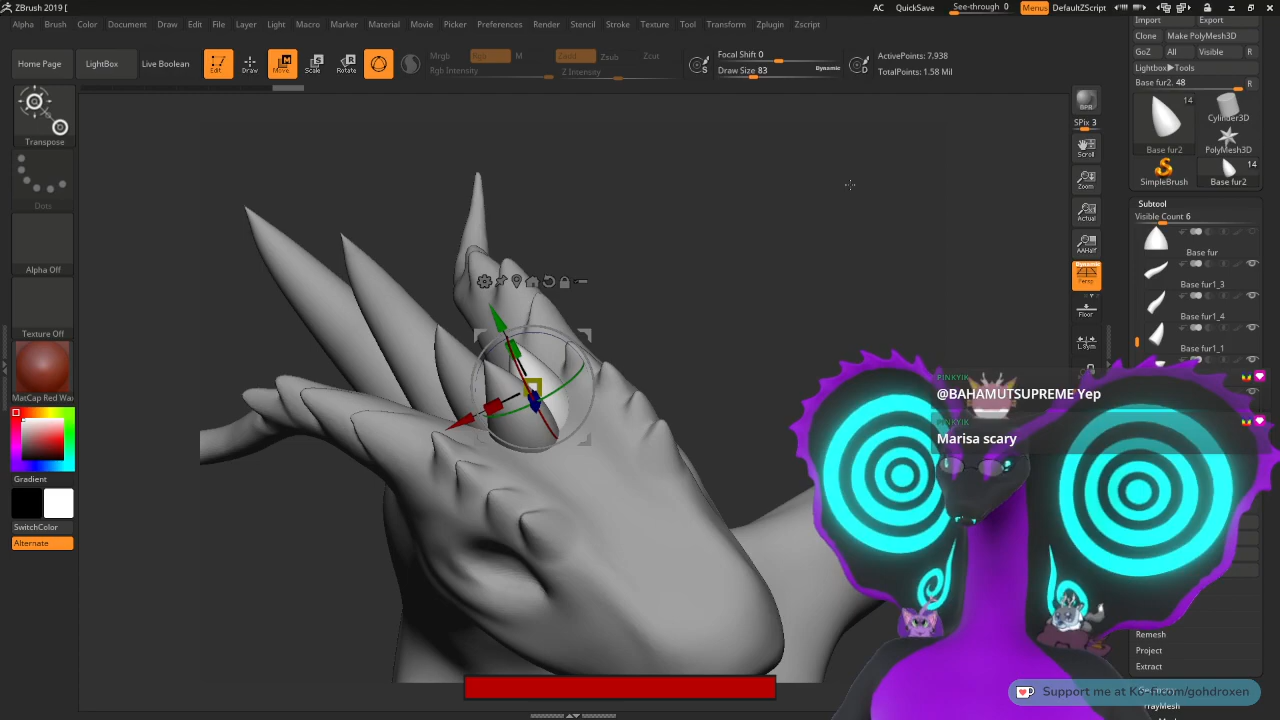 ZBrush 2019 [
AC QuickSave See-through 0 Menus DefaultZScript
Alpha Brush Color Document Draw Edit File Layer Light Macro Marker Material Movie Picker Preferences Render Stencil Stroke Texture Tool Transform Zplugin Zscript
Import Export
Clone Make PolyMesh3D
GoZ All Visible R
Lightbox▶Tools
Base fur2. 48 R
Home Page LightBox Live Boolean
Edit Draw Move Scale Rotate
Mrgb Rgb M
Rgb Intensity
Zadd Zsub Zcut
Z Intensity
Focal Shift 0
Draw Size 83 Dynamic
ActivePoints: 7,938
TotalPoints: 1.58 Mil
Transpose
Dots
Alpha Off
Texture Off
MatCap Red Wax
Gradient
SwitchColor
Alternate
BPR
SPix 3
Scroll
Zoom
Actual
AAHalf
Dynamic
Persp
Floor
L.Sym
14
Cylinder3D
Base fur2 PolyMesh3D
14
SimpleBrush Base fur2
Subtool
Visible Count 6
Base fur
Base fur1_3
Base fur1_4
Base fur1_1
PINKYIK
@BAHAMUTSUPREME Yep
PINKYIK
Marisa scary
Remesh
Project
Extract
Support me at Ko-fi.com/gohdroxen